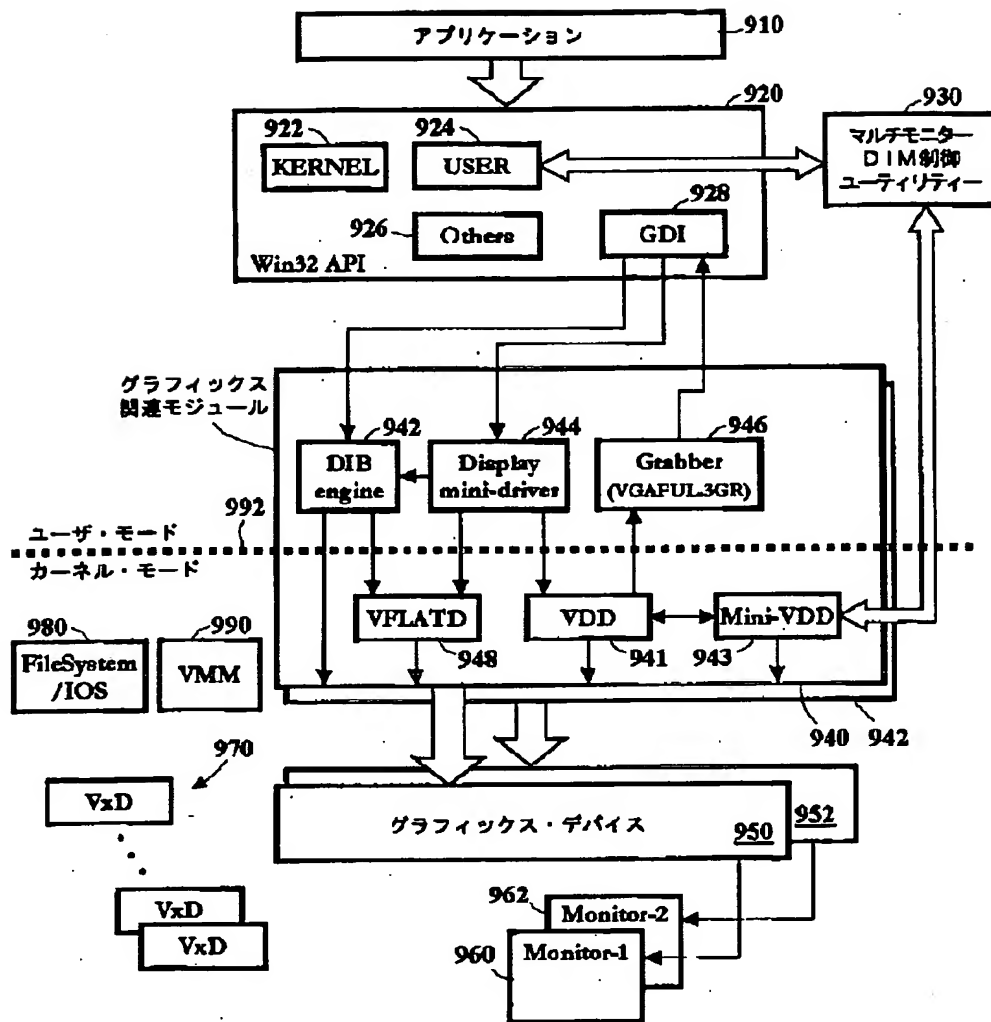 アプリケーション
910
920
922
KERNEL
924
USER
926
Others
928
GDI
Win32 API
930
マルチモニター
DIM制御
ユーティリティー
グラフィックス
関連モジュール
942
DIB
engine
944
Display
mini-driver
946
Grabber
(VGAFUL.3GR)
992
ユーザ・モード
カーネル・モード
VFLATD
948
VDD
941
Mini-VDD
943
980
FileSystem
/IOS
990
VMM
940
942
970
VxD
VxD
VxD
グラフィックス・デバイス
950
952
962
Monitor-2
960
Monitor-1